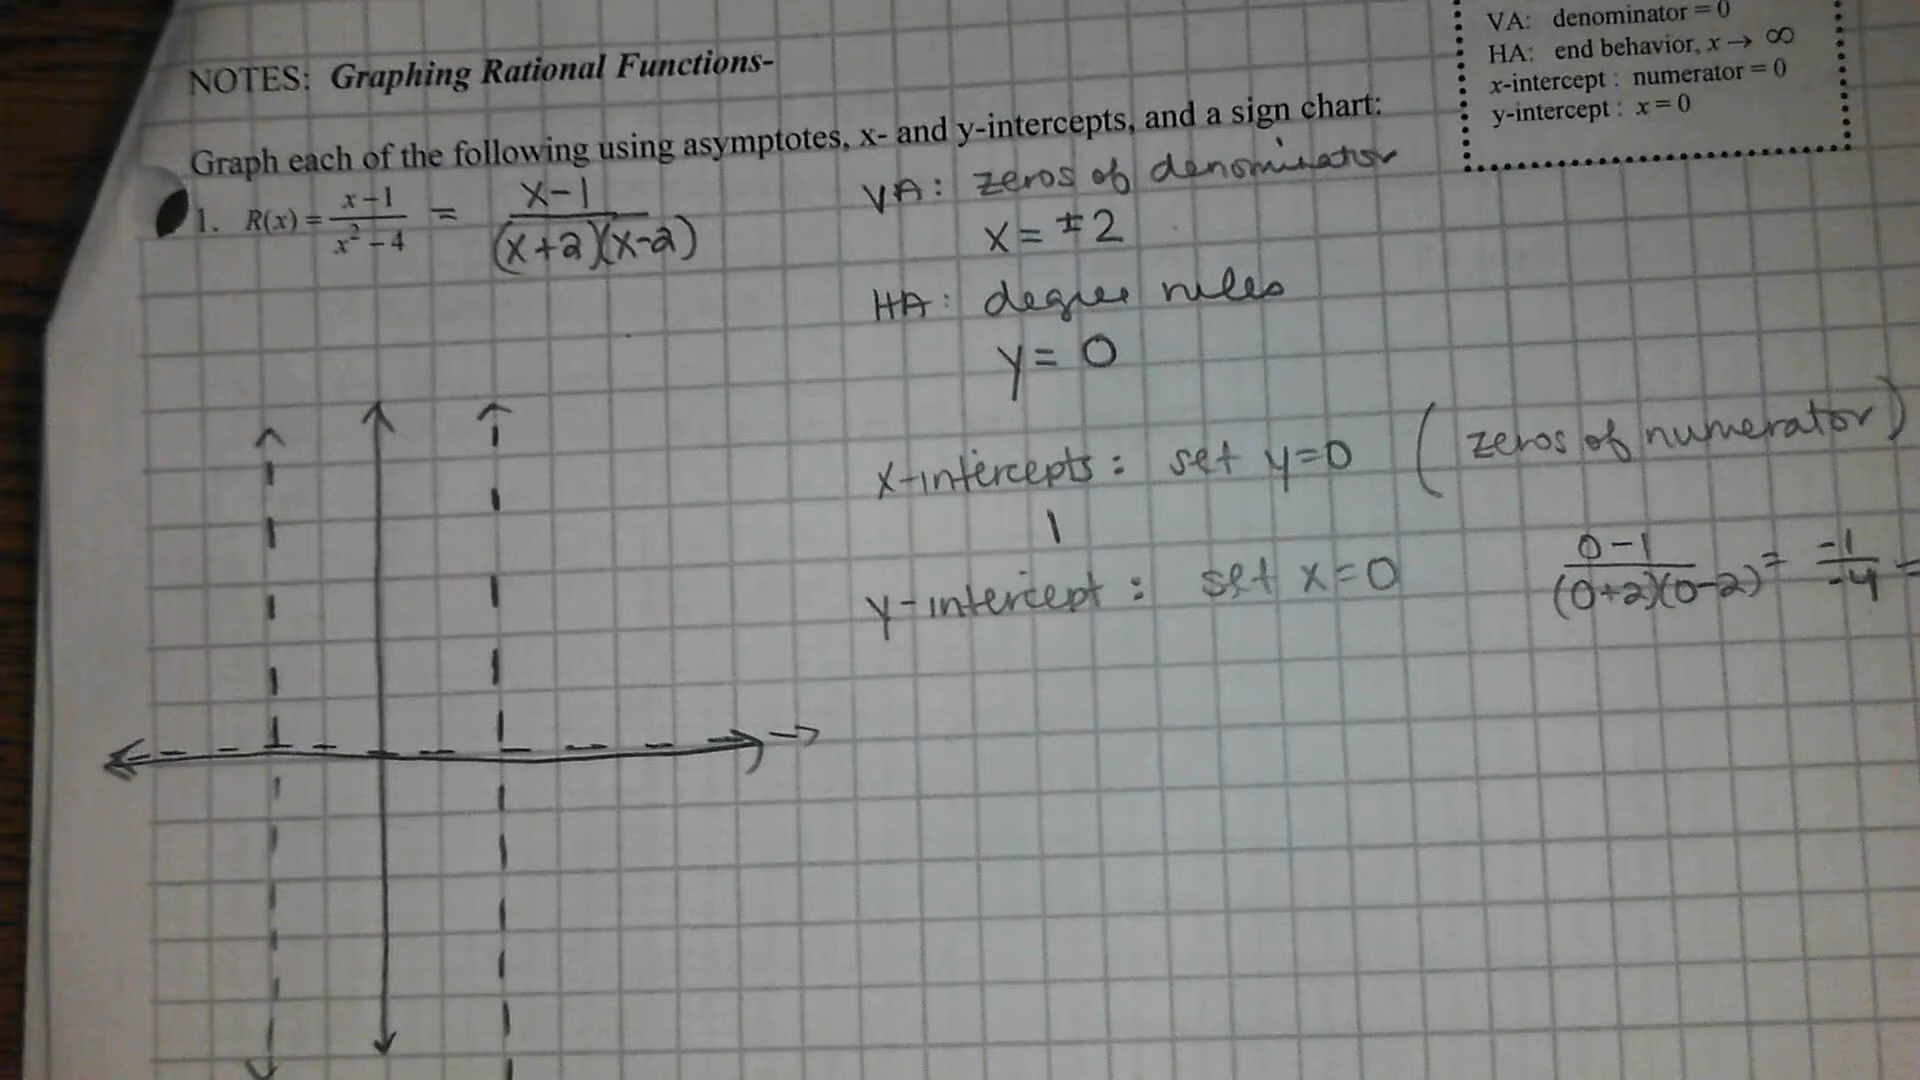 VA: denominator = 0
HA: end behavior, x → ∞
x-intercept : numerator = 0
y-intercept : x = 0
NOTES: Graphing Rational Functions-
Graph each of the following using asymptotes, x- and y-intercepts, and a sign chart:
1. R(x) = (x-1)/(x² - 4) = (x-1)/((x+2)(x-2))
VA: zeros of denominator
x = ±2
HA: degree rules
y = 0
x-intercepts: set y=0 (zeros of numerator)
1
y-intercept: set x=0 (0-1)/((0+2)(0-2)) = -1/-4 =